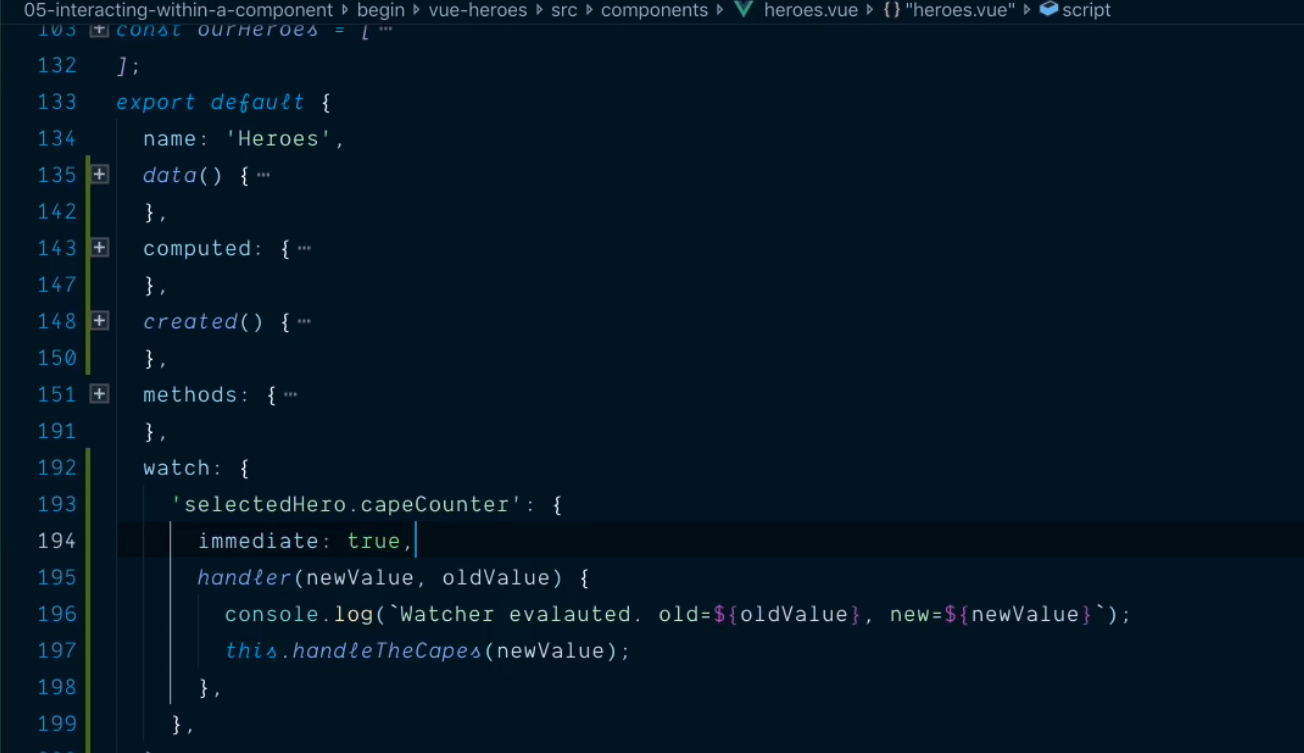 05-interacting-within-a-component › begin › vue-heroes › src › components › heroes.vue › {} "heroes.vue" › script
103 const ourHeroes = [ …
132 ];
133 export default {
134 name: 'Heroes',
135 data() { …
142 },
143 computed: { …
147 },
148 created() { …
150 },
151 methods: { …
191 },
192 watch: {
193 'selectedHero.capeCounter': {
194 immediate: true,
195 handler(newValue, oldValue) {
196 console.log(`Watcher evalauted. old=${oldValue}, new=${newValue}`);
197 this.handleTheCapes(newValue);
198 },
199 },